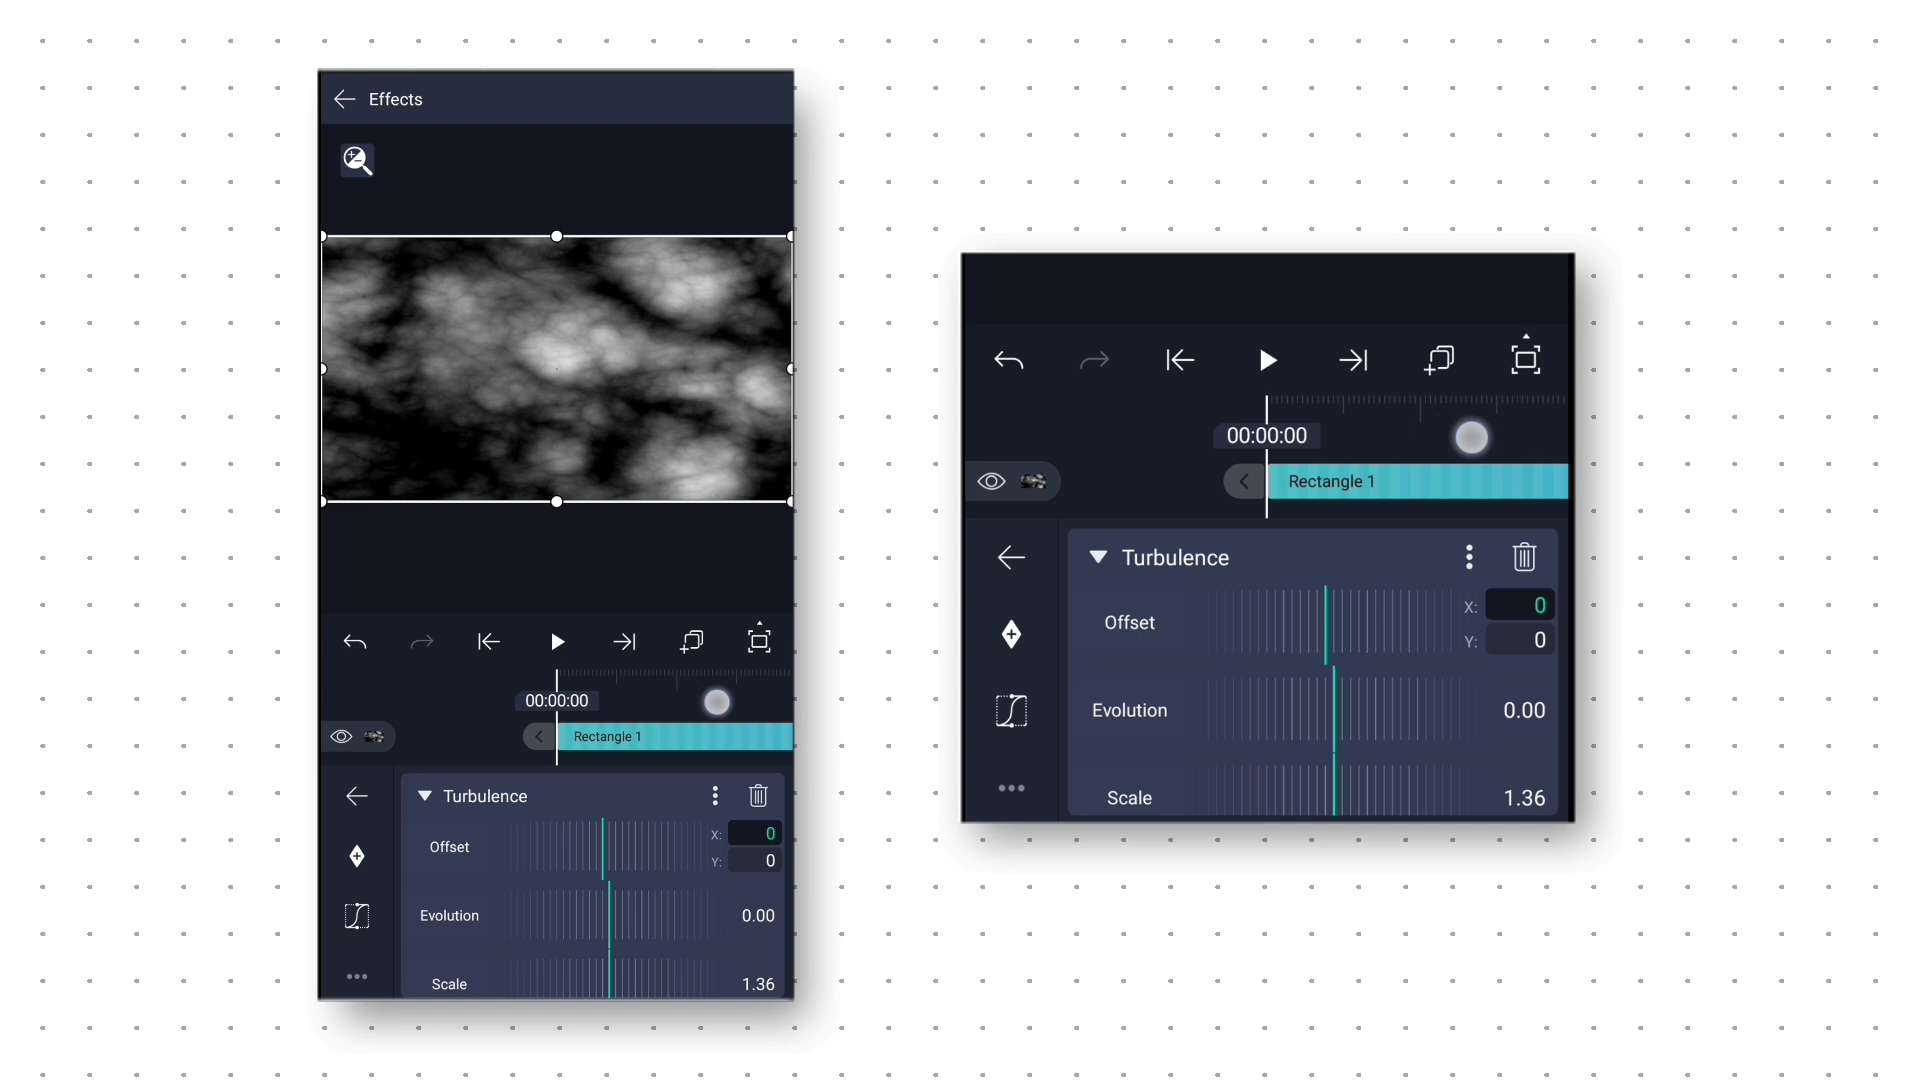 Effects
00:00:00
Rectangle 1
Turbulence
Offset
X: 0
Y: 0
Evolution 0.00
Scale 1.36
00:00:00
Rectangle 1
Turbulence
Offset
X: 0
Y: 0
Evolution 0.00
Scale 1.36